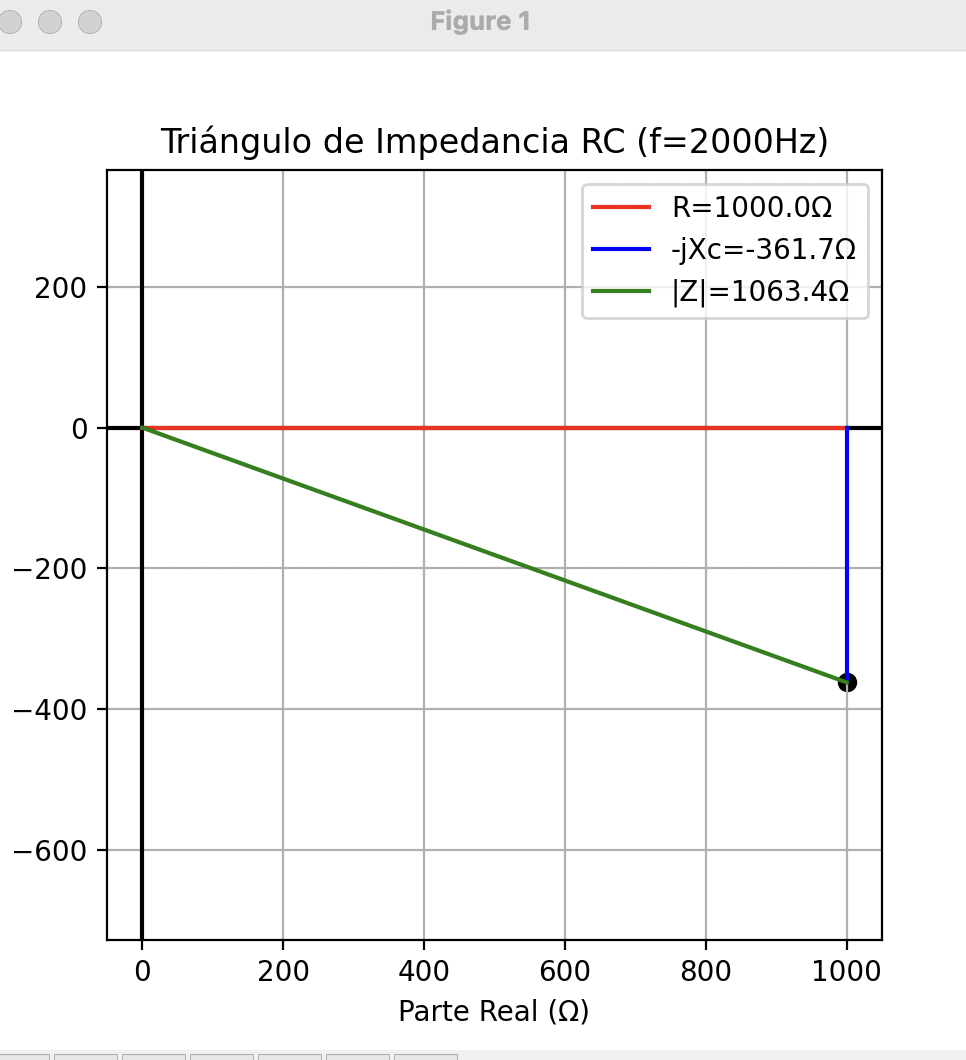 Figure 1
Triángulo de Impedancia RC (f=2000Hz)
R=1000.0Ω
-jXc=-361.7Ω
|Z|=1063.4Ω
200
0
−200
−400
−600
0 200 400 600 800 1000
Parte Real (Ω)